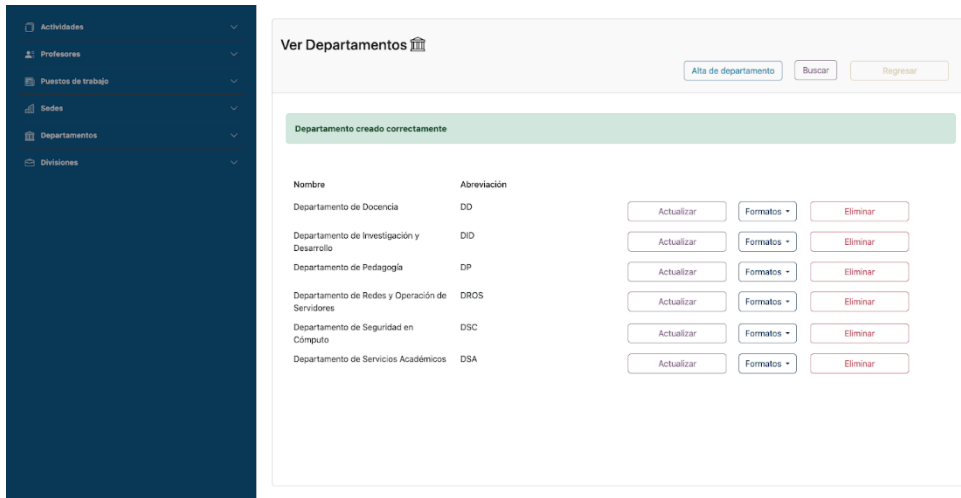 Actividades
Profesores
Puestos de trabajo
Sedes
Departamentos
Divisiones
Ver Departamentos
Alta de departamento Buscar Regresar
Departamento creado correctamente
Nombre Abreviación
Departamento de Docencia DD Actualizar Formatos Eliminar
Departamento de Investigación y DID Actualizar Formatos Eliminar
Desarrollo
Departamento de Pedagogía DP Actualizar Formatos Eliminar
Departamento de Redes y Operación de DROS Actualizar Formatos Eliminar
Servidores
Departamento de Seguridad en DSC Actualizar Formatos Eliminar
Cómputo
Departamento de Servicios Académicos DSA Actualizar Formatos Eliminar